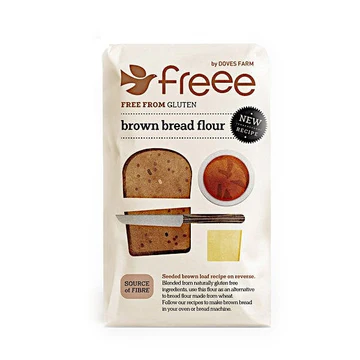 by DOVES FARM
freee
FREE FROM GLUTEN
brown bread flour
NEW
RECIPE
SOURCE
of FIBRE
Seeded brown loaf recipe on reverse.
Blended from naturally gluten free
ingredients, use this flour as an alternative
to bread flour made from wheat.
Follow our recipes to make brown bread
in your oven or bread machine.